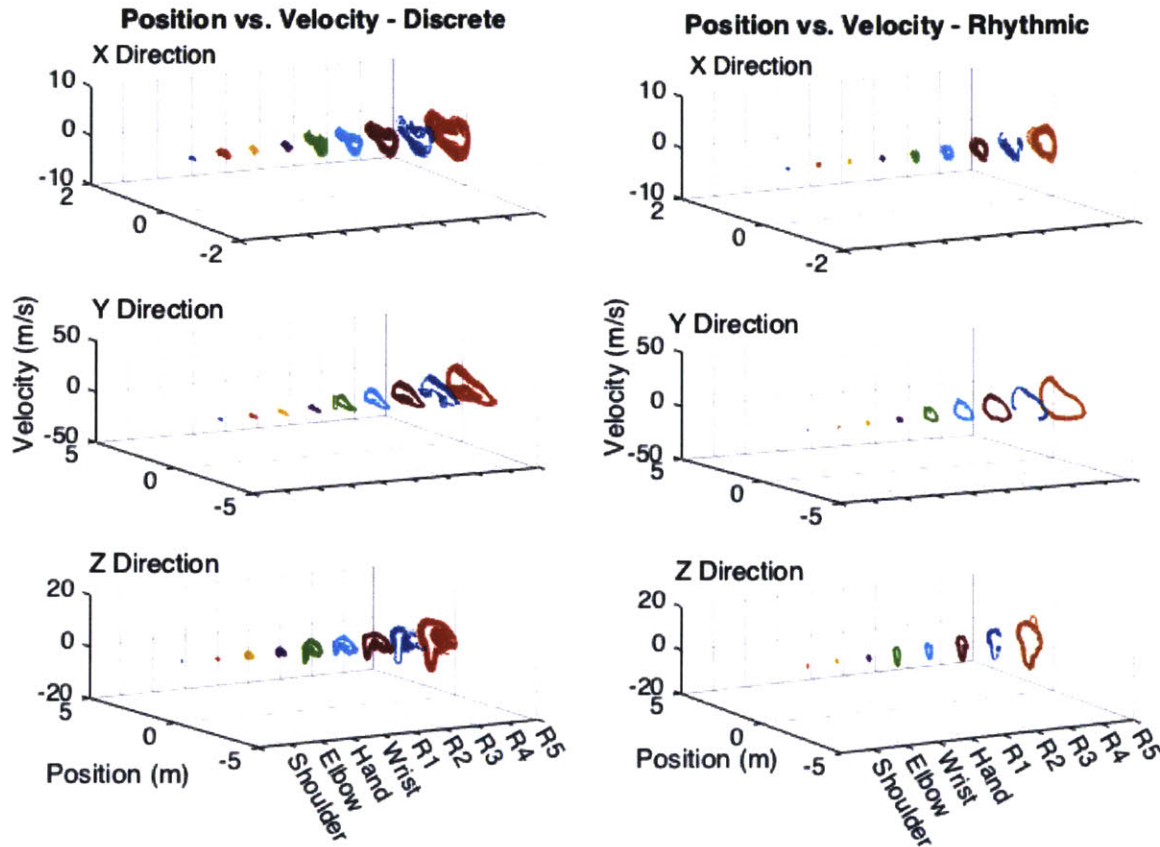 Position vs. Velocity - Discrete
X Direction
10
0
-10
2
0
-2
Y Direction
Velocity (m/s)
50
0
-50
5
0
-5
Z Direction
20
0
-20
5
0
-5
Position (m)
Shoulder
Elbow
Hand
Wrist
R1
R2
R3
R4
R5
Position vs. Velocity - Rhythmic
X Direction
10
0
-10
2
0
-2
Y Direction
Velocity (m/s)
50
0
-50
5
0
-5
Z Direction
20
0
-20
5
0
-5
Position (m)
Shoulder
Elbow
Wrist
Hand
R1
R2
R3
R4
R5